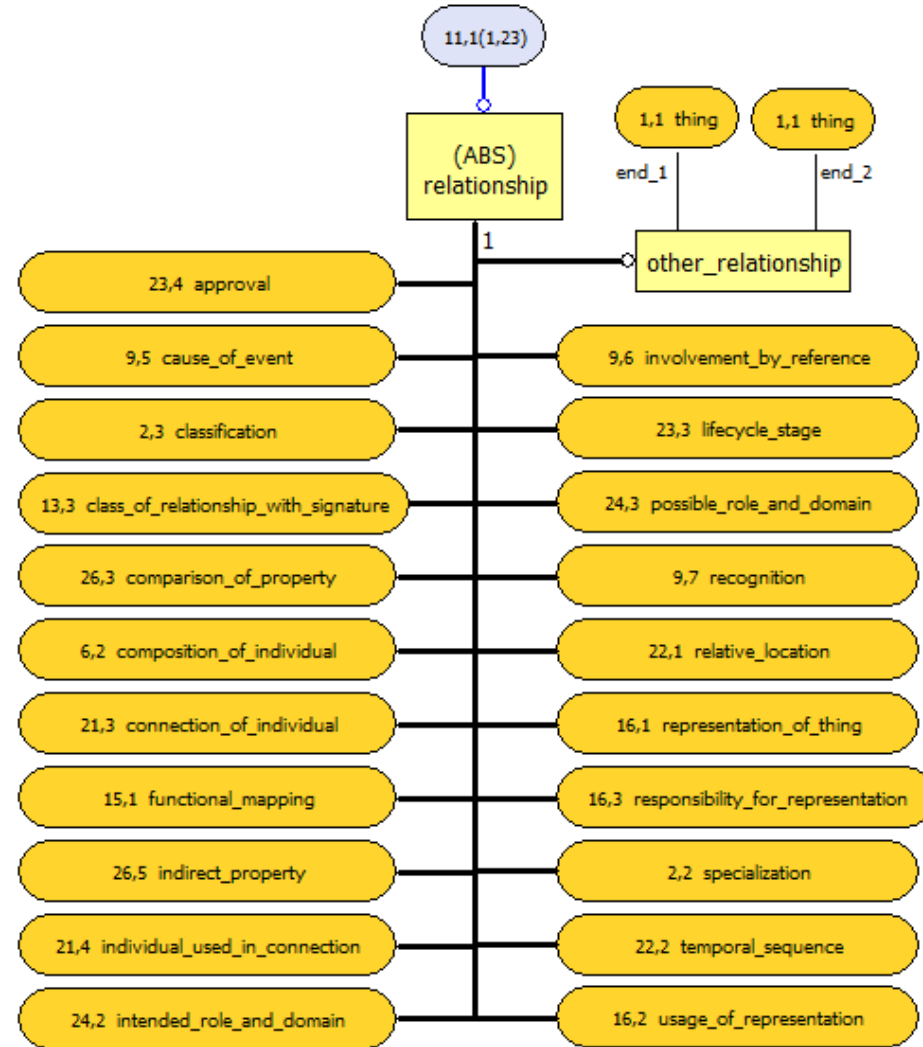 11,1(1,23)
(ABS)
relationship
1,1 thing
1,1 thing
end_1
end_2
1
other_relationship
23,4 approval
9,5 cause_of_event
9,6 involvement_by_reference
2,3 classification
23,3 lifecycle_stage
13,3 class_of_relationship_with_signature
24,3 possible_role_and_domain
26,3 comparison_of_property
9,7 recognition
6,2 composition_of_individual
22,1 relative_location
21,3 connection_of_individual
16,1 representation_of_thing
15,1 functional_mapping
16,3 responsibility_for_representation
26,5 indirect_property
2,2 specialization
21,4 individual_used_in_connection
22,2 temporal_sequence
24,2 intended_role_and_domain
16,2 usage_of_representation